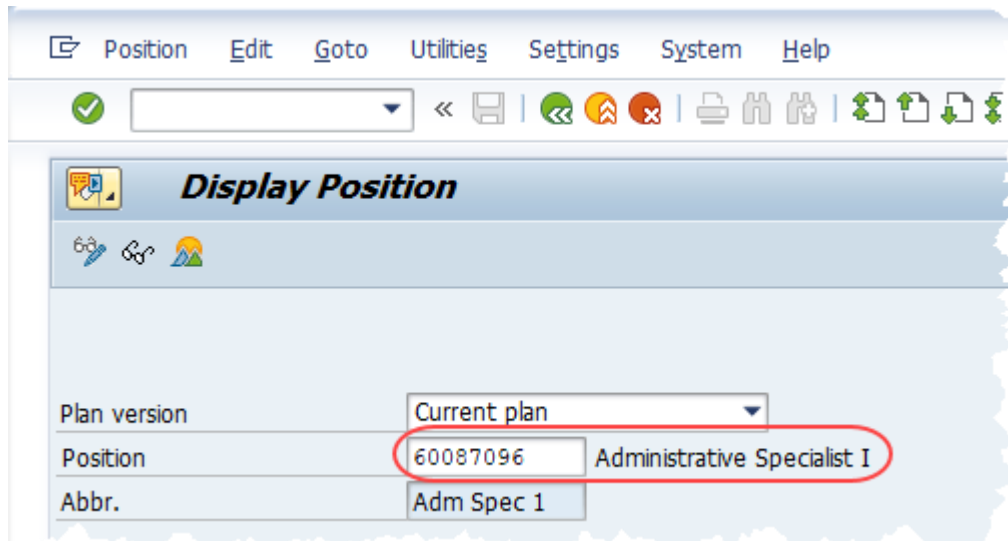 Position Edit Goto Utilities Settings System Help
Display Position
Plan version Current plan
Position 60087096 Administrative Specialist I
Abbr. Adm Spec 1